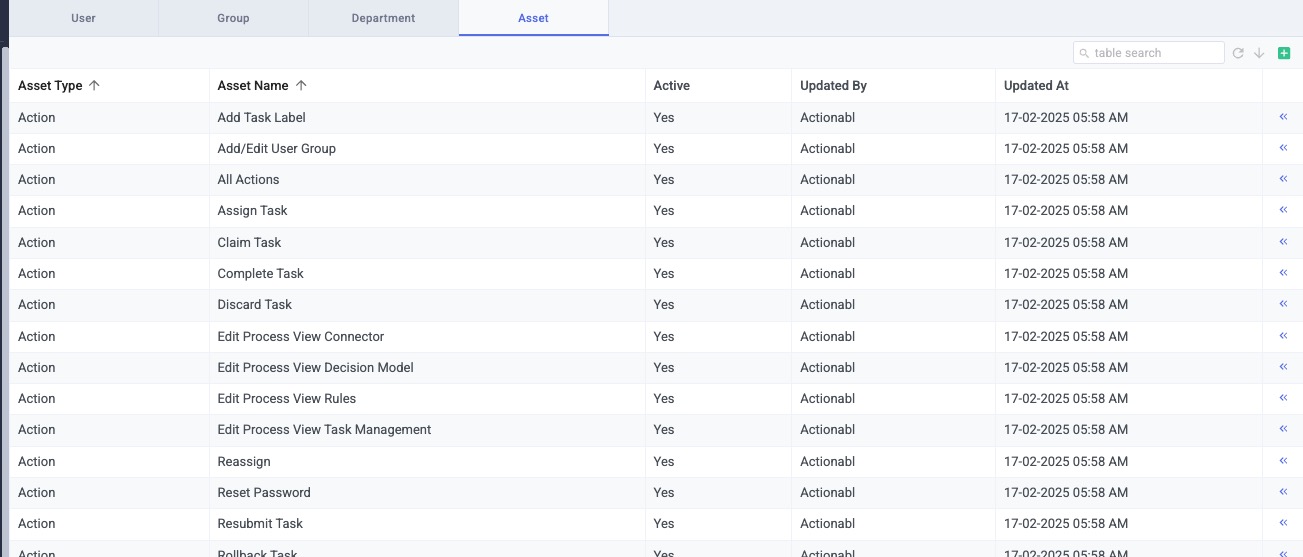 User Group Department Asset
table search
Asset Type Asset Name Active Updated By Updated At
Action Add Task Label Yes Actionabl 17-02-2025 05:58 AM
Action Add/Edit User Group Yes Actionabl 17-02-2025 05:58 AM
Action All Actions Yes Actionabl 17-02-2025 05:58 AM
Action Assign Task Yes Actionabl 17-02-2025 05:58 AM
Action Claim Task Yes Actionabl 17-02-2025 05:58 AM
Action Complete Task Yes Actionabl 17-02-2025 05:58 AM
Action Discard Task Yes Actionabl 17-02-2025 05:58 AM
Action Edit Process View Connector Yes Actionabl 17-02-2025 05:58 AM
Action Edit Process View Decision Model Yes Actionabl 17-02-2025 05:58 AM
Action Edit Process View Rules Yes Actionabl 17-02-2025 05:58 AM
Action Edit Process View Task Management Yes Actionabl 17-02-2025 05:58 AM
Action Reassign Yes Actionabl 17-02-2025 05:58 AM
Action Reset Password Yes Actionabl 17-02-2025 05:58 AM
Action Resubmit Task Yes Actionabl 17-02-2025 05:58 AM
Action Rollback Task Yes Actionabl 17-02-2025 05:58 AM